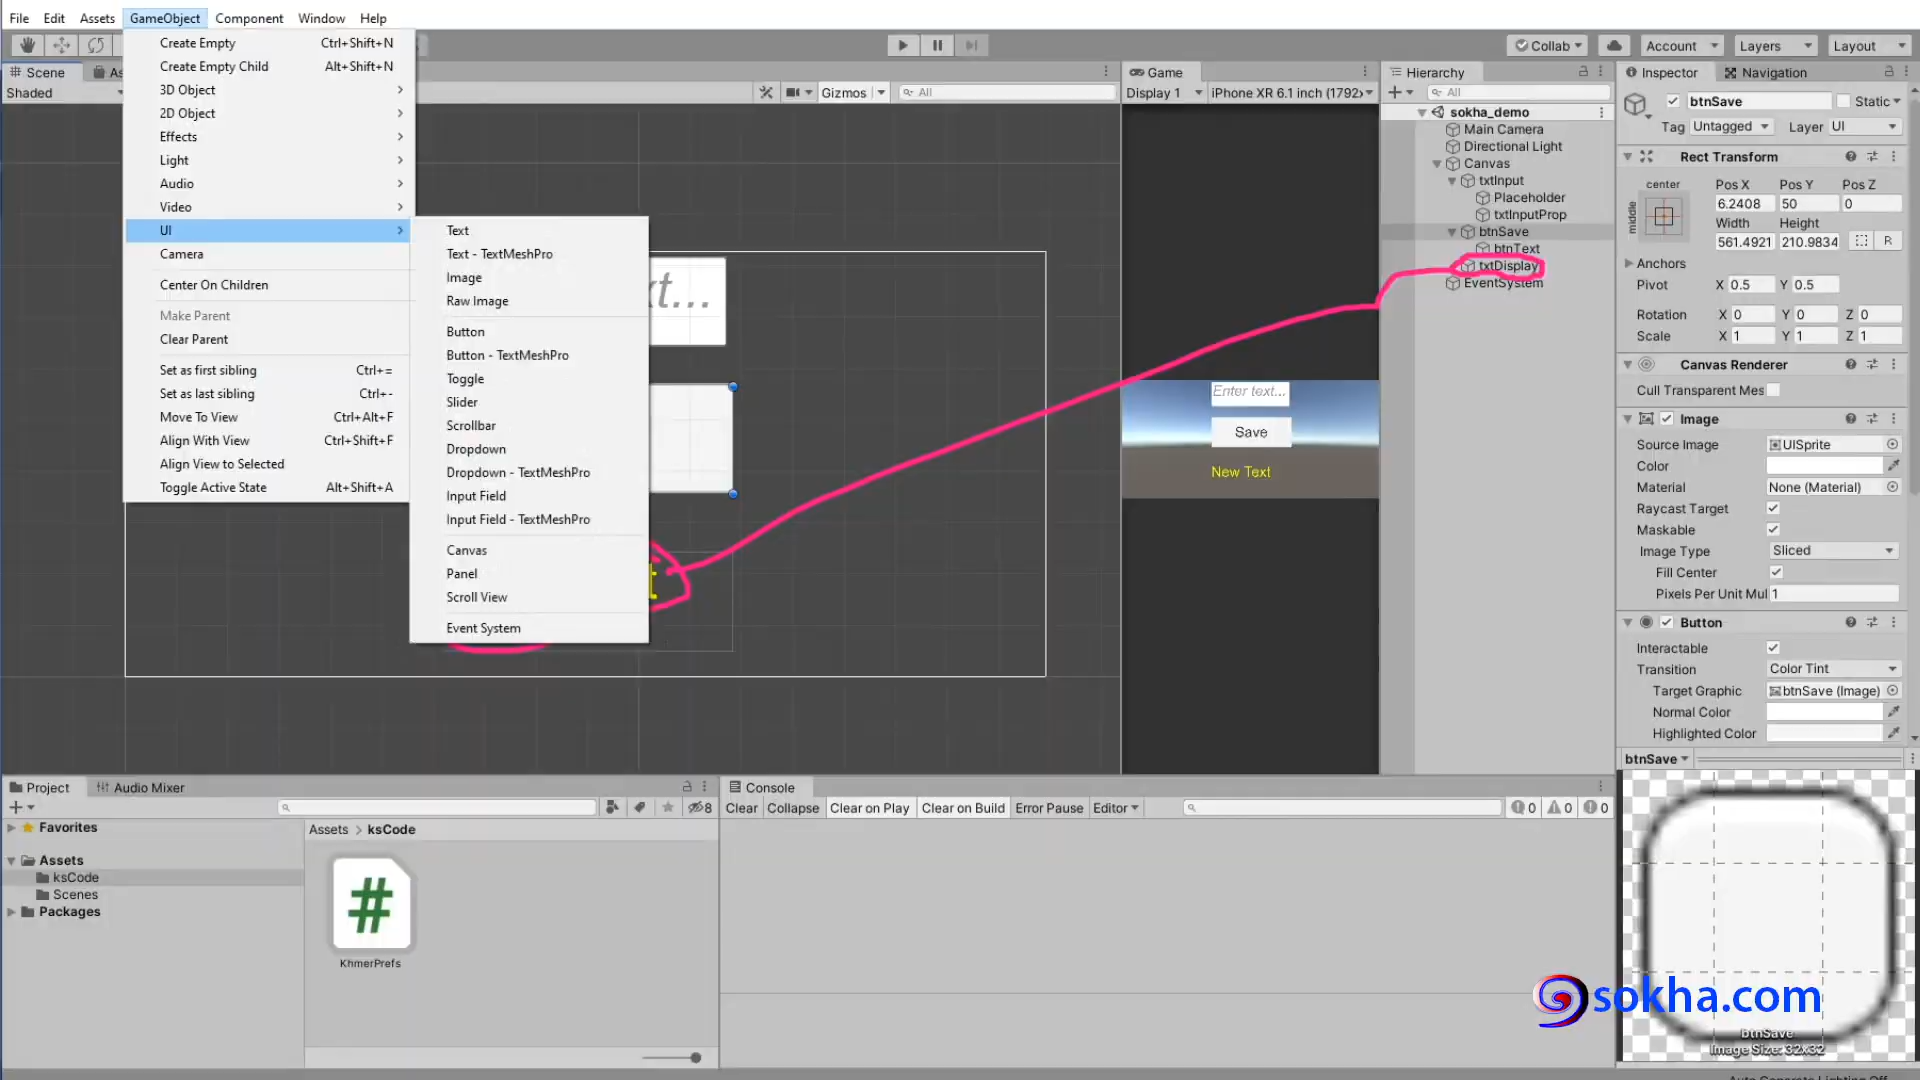 File Edit Assets GameObject Component Window Help
Create Empty Ctrl+Shift+N
Create Empty Child Alt+Shift+N
3D Object
2D Object
Effects
Light
Audio
Video
UI
Camera
Center On Children
Make Parent
Clear Parent
Set as first sibling Ctrl+=
Set as last sibling Ctrl+-
Move To View Ctrl+Alt+F
Align With View Ctrl+Shift+F
Align View to Selected
Toggle Active State Alt+Shift+A
Text
Text - TextMeshPro
Image
Raw Image
Button
Button - TextMeshPro
Toggle
Slider
Scrollbar
Dropdown
Dropdown - TextMeshPro
Input Field
Input Field - TextMeshPro
Canvas
Panel
Scroll View
Event System
Collab Account Layers Layout
Scene As
Shaded Gizmos All
Game
Display 1 iPhone XR 6.1 inch (1792x
Enter text...
Save
New Text
Hierarchy
All
sokha_demo
Main Camera
Directional Light
Canvas
txtInput
Placeholder
txtInputProp
btnSave
btnText
txtDisplay
EventSystem
Inspector Navigation
btnSave Static
Tag Untagged Layer UI
Rect Transform
center Pos X Pos Y Pos Z
middle 6.2408 50 0
Width Height
561.4921 210.9834 R
Anchors
Pivot X 0.5 Y 0.5
Rotation X 0 Y 0 Z 0
Scale X 1 Y 1 Z 1
Canvas Renderer
Cull Transparent Mes
Image
Source Image UISprite
Color
Material None (Material)
Raycast Target
Maskable
Image Type Sliced
Fill Center
Pixels Per Unit Mul 1
Button
Interactable
Transition Color Tint
Target Graphic btnSave (Image)
Normal Color
Highlighted Color
btnSave
btnSave
Image Size: 32x32
Project Audio Mixer
8
Favorites
Assets
ksCode
Scenes
Packages
Assets > ksCode
#
KhmerPrefs
Console
Clear Collapse Clear on Play Clear on Build Error Pause Editor 0 0 0
sokha.com